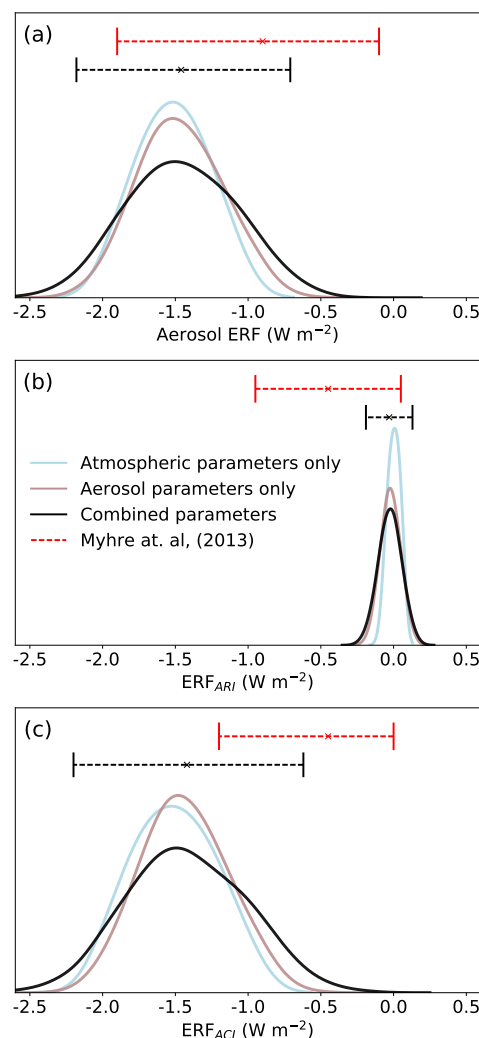 (a)
-2.5 -2.0 -1.5 -1.0 -0.5 0.0 0.5
Aerosol ERF (W m⁻²)
(b)
Atmospheric parameters only
Aerosol parameters only
Combined parameters
Myhre at. al, (2013)
-2.5 -2.0 -1.5 -1.0 -0.5 0.0 0.5
ERF_ARI (W m⁻²)
(c)
-2.5 -2.0 -1.5 -1.0 -0.5 0.0 0.5
ERF_ACI (W m⁻²)